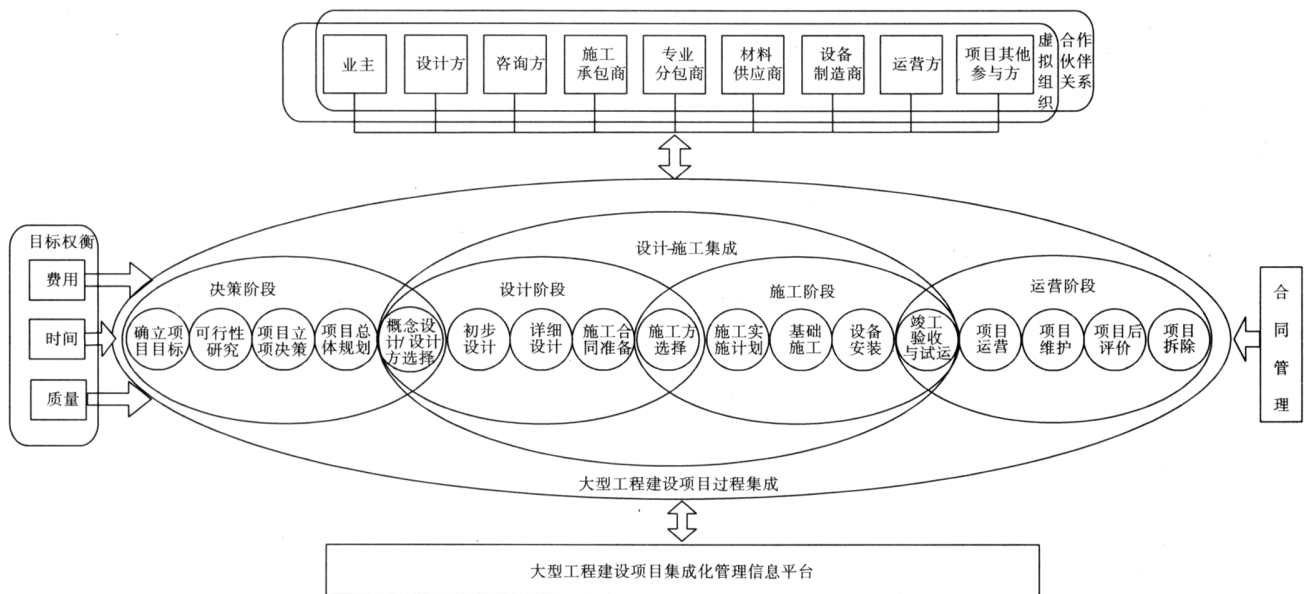 业主
设计方
咨询方
施工
承包商
专业
分包商
材料
供应商
设备
制造商
运营方
项目其他
参与方
虚拟组织
合作
伙伴
关系
目标权衡
费用
时间
质量
设计-施工集成
决策阶段
设计阶段
施工阶段
运营阶段
确立项
目目标
可行性
研究
项目立
项决策
项目总
体规划
概念设
计/设计
方选择
初步
设计
详细
设计
施工合
同准备
施工方
选择
施工实
施计划
基础
施工
设备
安装
竣工
验收
与试运
项目
运营
项目
维护
项目后
评价
项目
拆除
合同管理
大型工程建设项目过程集成
大型工程建设项目集成化管理信息平台